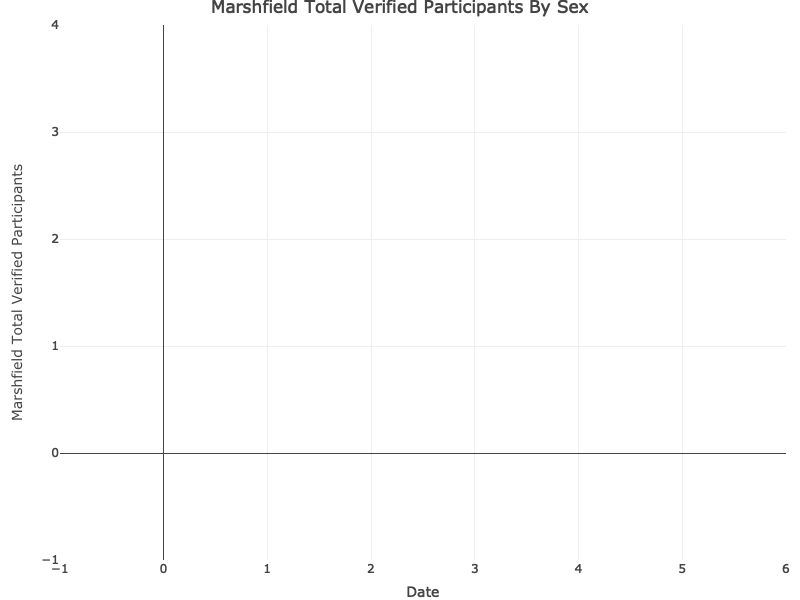 Marshfield Total Verified Participants By Sex
Marshfield Total Verified Participants
4
3
2
1
0
−1
−1 0 1 2 3 4 5 6
Date